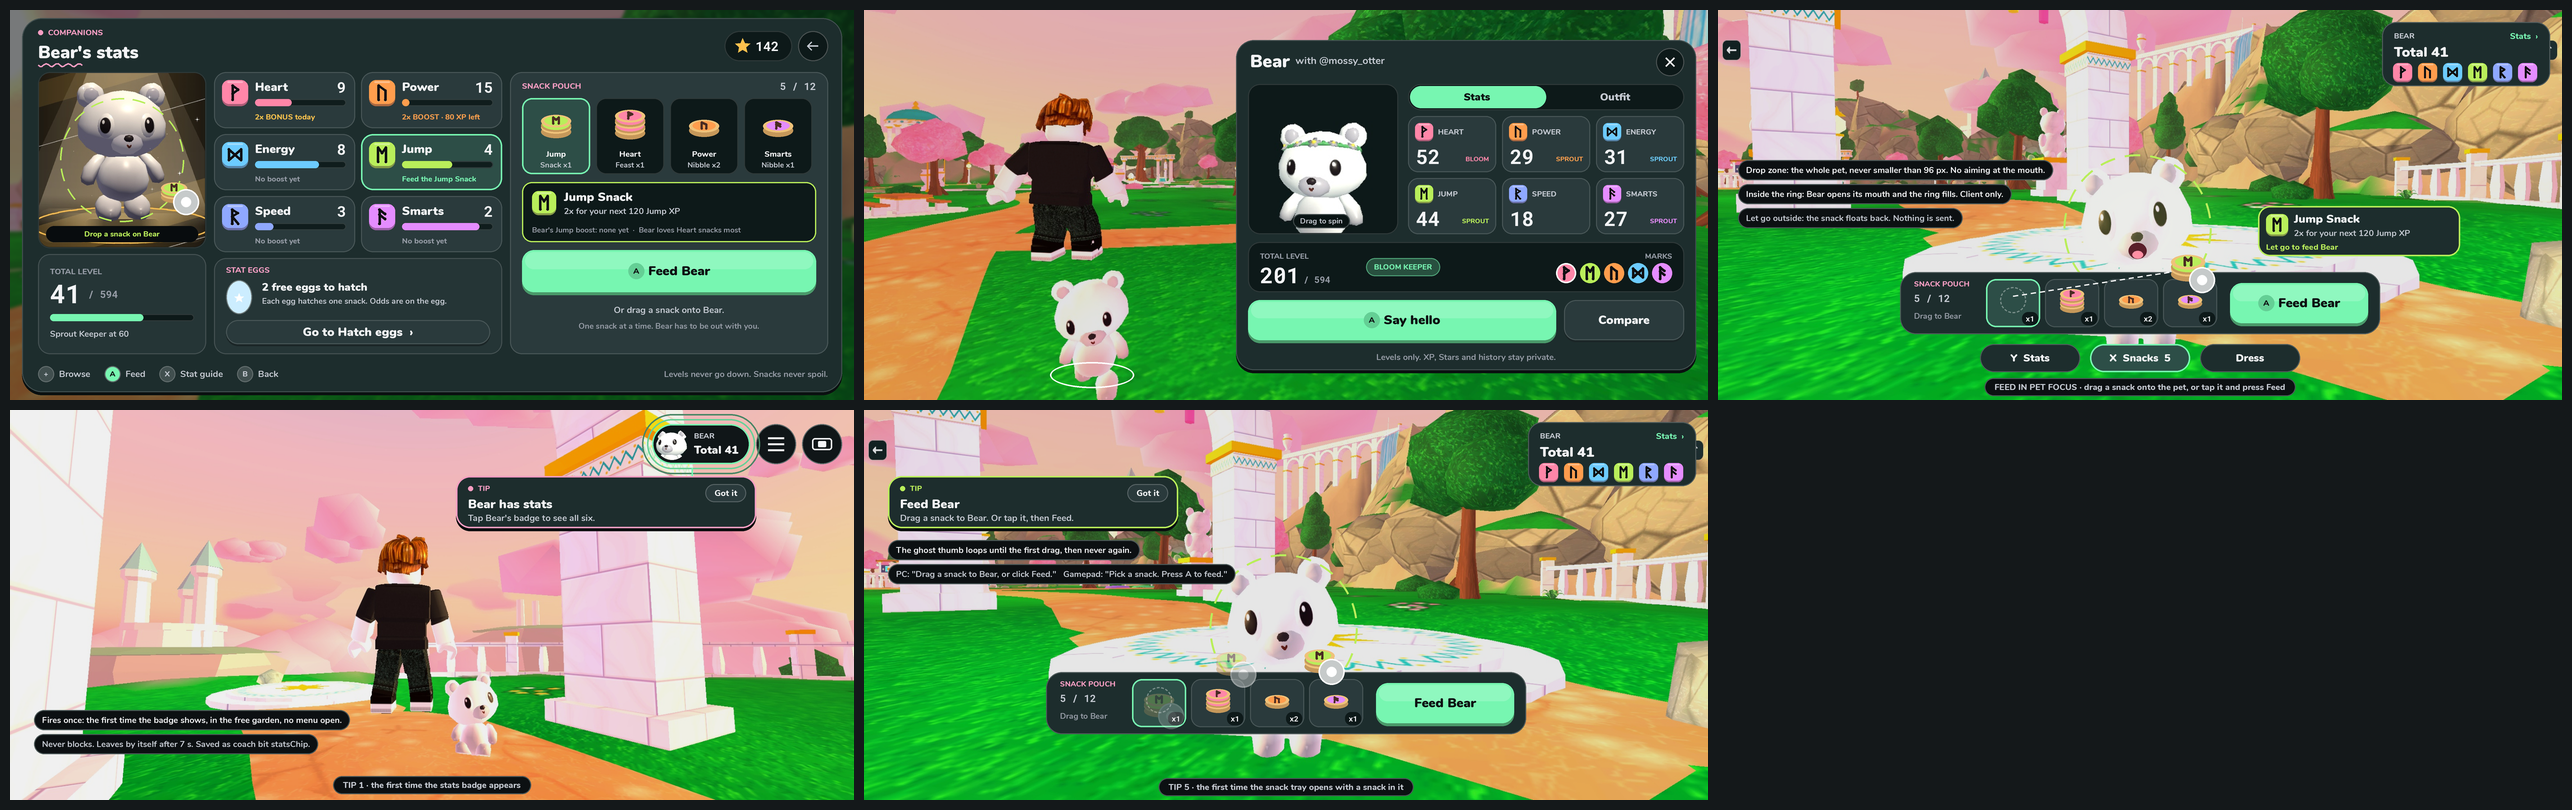 COMPANIONS
Bear's stats
142
Heart 9
2x BONUS today
Power 15
2x BOOST · 80 XP left
Energy 8
No boost yet
Jump 4
Feed the Jump Snack
Speed 3
No boost yet
Smarts 2
No boost yet
Drop a snack on Bear
TOTAL LEVEL
41 / 594
Sprout Keeper at 60
STAT EGGS
2 free eggs to hatch
Each egg hatches one snack. Odds are on the egg.
Go to Hatch eggs ›
SNACK POUCH 5 / 12
Jump
Snack x1
Heart
Feast x1
Power
Nibble x2
Smarts
Nibble x1
Jump Snack
2x for your next 120 Jump XP
Bear's Jump boost: none yet · Bear loves Heart snacks most
A Feed Bear
Or drag a snack onto Bear.
One snack at a time. Bear has to be out with you.
+ Browse A Feed X Stat guide B Back
Levels never go down. Snacks never spoil.
Bear with @mossy_otter
Drag to spin
Stats Outfit
HEART
52 BLOOM
POWER
29 SPROUT
ENERGY
31 SPROUT
JUMP
44 SPROUT
SPEED
18
SMARTS
27 SPROUT
TOTAL LEVEL
201 / 594
BLOOM KEEPER
MARKS
A Say hello
Compare
Levels only. XP, Stars and history stay private.
BEAR Stats ›
Total 41
Drop zone: the whole pet, never smaller than 96 px. No aiming at the mouth.
Inside the ring: Bear opens its mouth and the ring fills. Client only.
Let go outside: the snack floats back. Nothing is sent.
Jump Snack
2x for your next 120 Jump XP
Let go to feed Bear
SNACK POUCH
5 / 12
Drag to Bear
x1
x1
x2
x1
A Feed Bear
Y Stats
X Snacks 5
Dress
FEED IN PET FOCUS · drag a snack onto the pet, or tap it and press Feed
BEAR
Total 41
TIP
Bear has stats
Tap Bear's badge to see all six.
Got it
Fires once: the first time the badge shows, in the free garden, no menu open.
Never blocks. Leaves by itself after 7 s. Saved as coach bit statsChip.
TIP 1 · the first time the stats badge appears
BEAR Stats ›
Total 41
TIP
Feed Bear
Drag a snack to Bear. Or tap it, then Feed.
Got it
The ghost thumb loops until the first drag, then never again.
PC: "Drag a snack to Bear, or click Feed." Gamepad: "Pick a snack. Press A to feed."
SNACK POUCH
5 / 12
Drag to Bear
x1
x1
x2
x1
Feed Bear
TIP 5 · the first time the snack tray opens with a snack in it